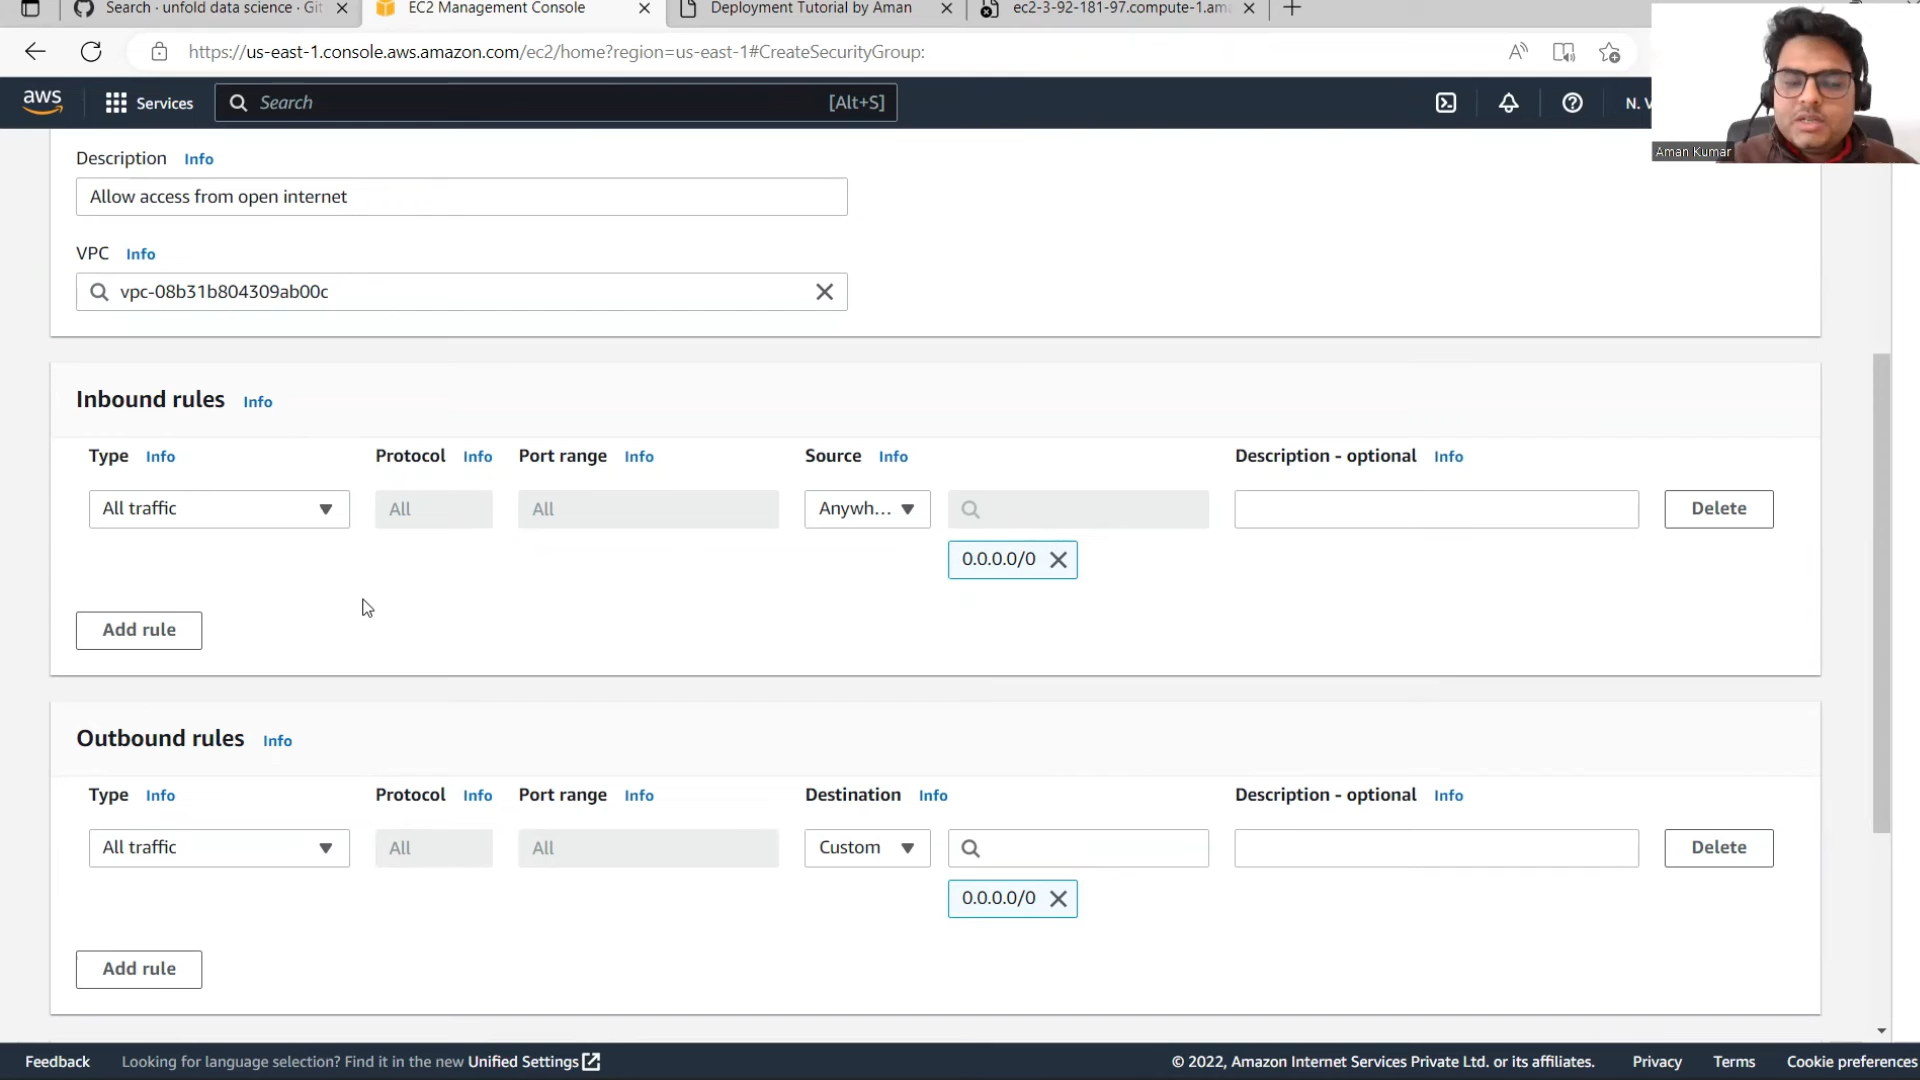 Search · unfold data science · Git
EC2 Management Console
Deployment Tutorial by Aman
ec2-3-92-181-97.compute-1.ama
https://us-east-1.console.aws.amazon.com/ec2/home?region=us-east-1#CreateSecurityGroup:
aws
Services
Search
[Alt+S]
N. V
Aman Kumar
Description Info
Allow access from open internet
VPC Info
vpc-08b31b804309ab00c
Inbound rules Info
Type Info Protocol Info Port range Info Source Info Description - optional Info
All traffic All All Anywh... Delete
0.0.0.0/0
Add rule
Outbound rules Info
Type Info Protocol Info Port range Info Destination Info Description - optional Info
All traffic All All Custom Delete
0.0.0.0/0
Add rule
Feedback Looking for language selection? Find it in the new Unified Settings © 2022, Amazon Internet Services Private Ltd. or its affiliates. Privacy Terms Cookie preferences